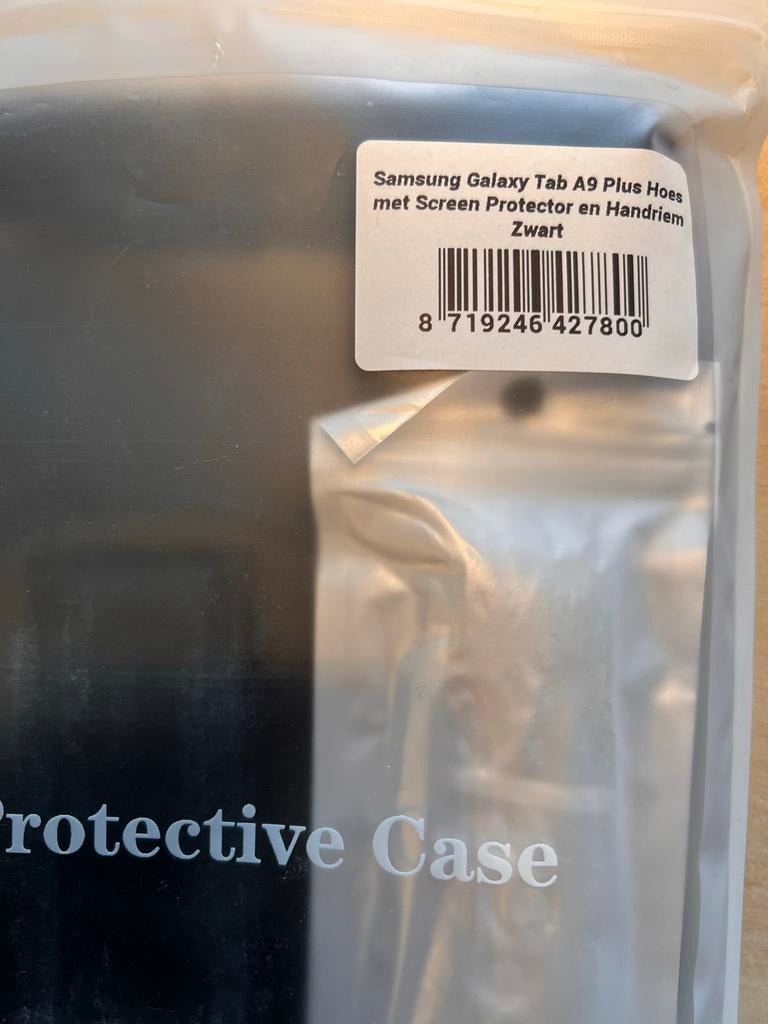 Samsung Galaxy Tab A9 Plus Hoes
met Screen Protector en Handriem
Zwart
8 719246 427800
Protective Case